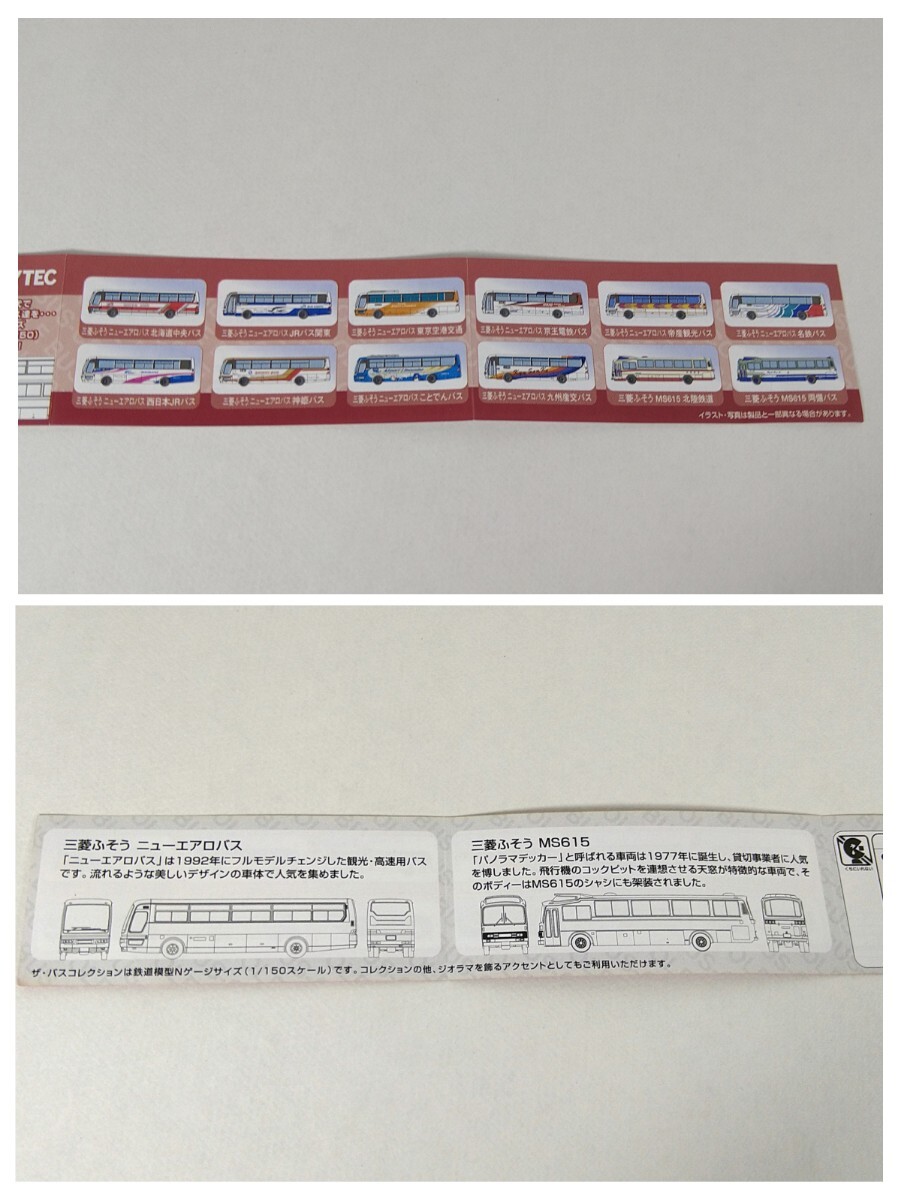 YTEC
三菱ふそう ニューエアロバス 北海道中央バス
三菱ふそう ニューエアロバス JRバス関東
三菱ふそう ニューエアロバス 東京空港交通
三菱ふそう ニューエアロバス 京王電鉄バス
三菱ふそう ニューエアロバス 帝産観光バス
三菱ふそう ニューエアロバス 名鉄バス
三菱ふそう ニューエアロバス 西日本JRバス
三菱ふそう ニューエアロバス 神姫バス
三菱ふそう ニューエアロバス ことでんバス
三菱ふそう ニューエアロバス 九州産交バス
三菱ふそう MS615 北陸鉄道
三菱ふそう MS615 両備バス
イラスト・写真は製品と一部異なる場合があります。
三菱ふそう ニューエアロバス
「ニューエアロバス」は1992年にフルモデルチェンジした観光・高速用バス
です。流れるような美しいデザインの車体で人気を集めました。
三菱ふそう MS615
「パノラマデッカー」と呼ばれる車両は1977年に誕生し、貸切事業者に人気
を博しました。飛行機のコックピットを連想させる天窓が特徴的な車両で、そ
のボディーはMS615のシャシにも架装されました。
ザ・バスコレクションは鉄道模型Nゲージサイズ(1/150スケール)です。コレクションの他、ジオラマを飾るアクセントとしてもご利用いただけます。